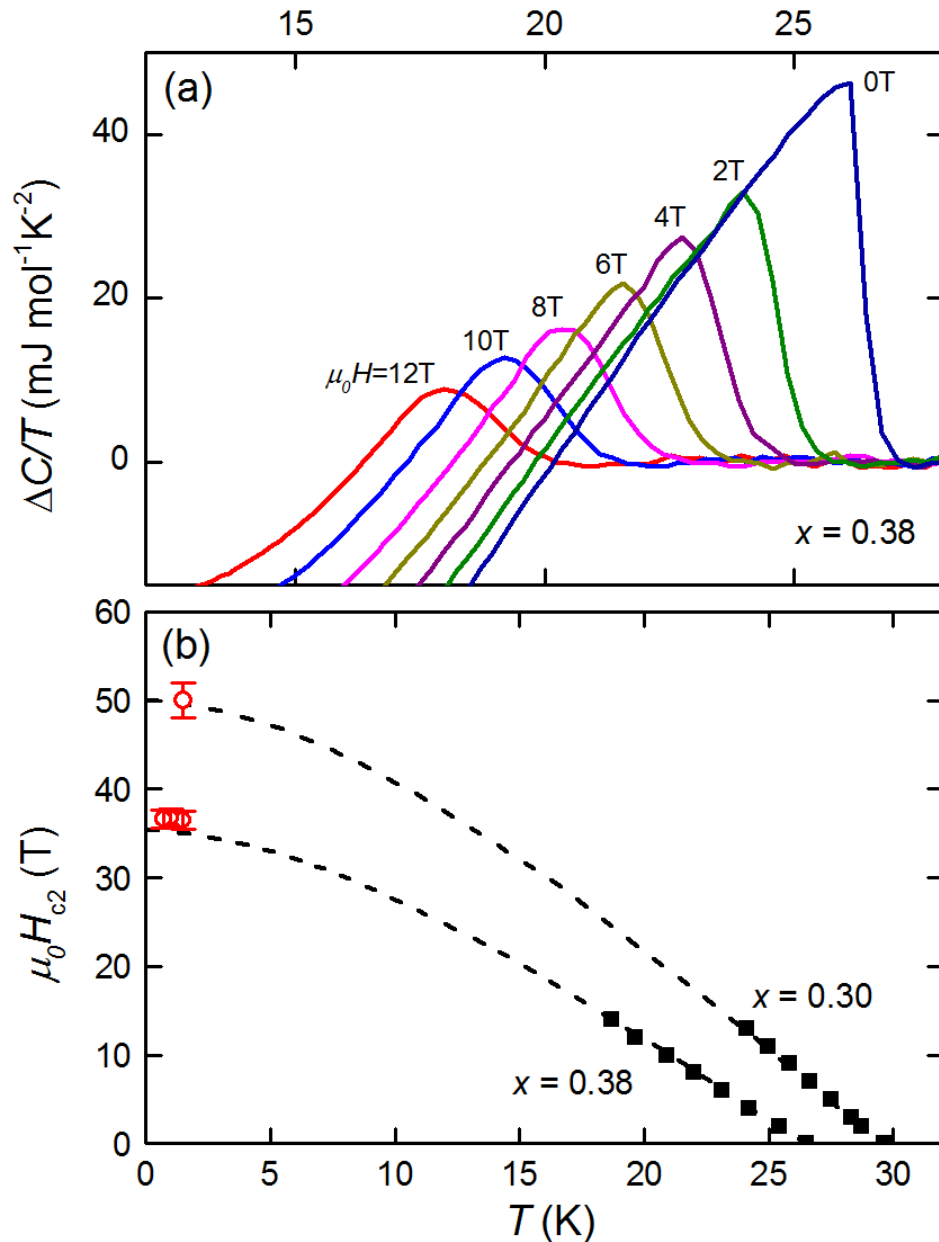 15 20 25
(a)
0T
2T
4T
6T
8T
10T
μ₀H=12T
40
20
0
ΔC/T (mJ mol⁻¹K⁻²)
x = 0.38
60
(b)
50
40
30
20
10
0
μ₀H_c2 (T)
x = 0.30
x = 0.38
0 5 10 15 20 25 30
T (K)